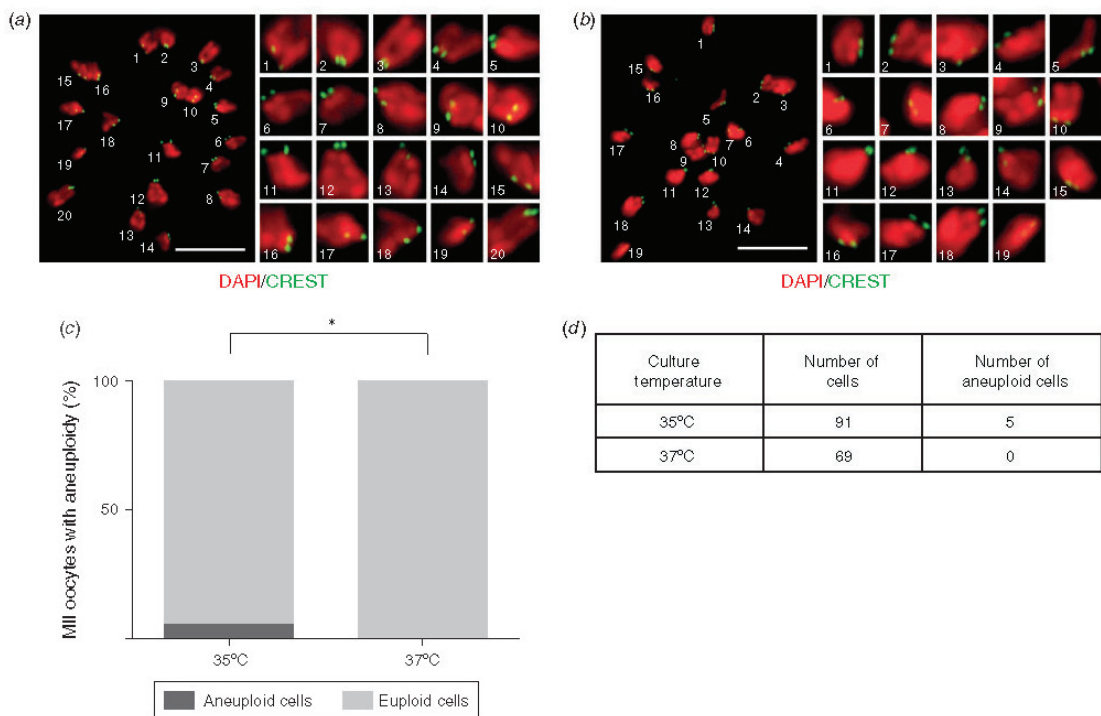 (a)
1 2 3 4 5 6 7 8 9 10 11 12 13 14 15 16 17 18 19 20
1 2 3 4 5
6 7 8 9 10
11 12 13 14 15
16 17 18 19 20
DAPI/CREST
(b)
1 2 3 4 5 6 7 8 9 10 11 12 13 14 15 16 17 18 19
1 2 3 4 5
6 7 8 9 10
11 12 13 14 15
16 17 18 19
DAPI/CREST
(c)
*
MII oocytes with aneuploidy (%)
100
50
35ºC 37ºC
Aneuploid cells Euploid cells
(d)
Culture temperature Number of cells Number of aneuploid cells
35ºC 91 5
37ºC 69 0